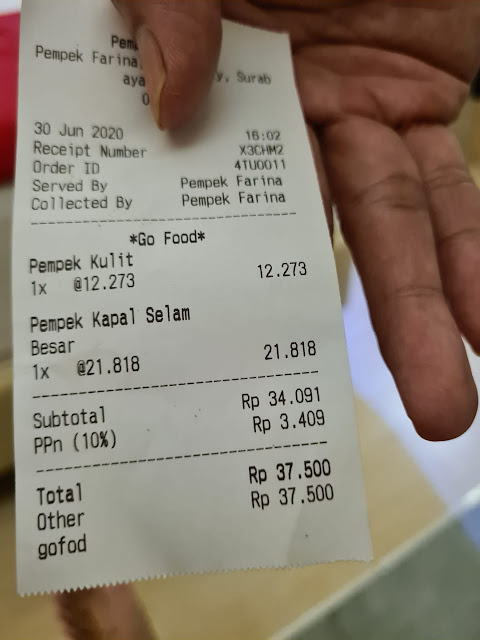 Pempek Farina
aya y, Surab
0
30 Jun 2020 16:02
Receipt Number X3CHM2
Order ID 4TU0011
Served By Pempek Farina
Collected By Pempek Farina
*Go Food*
Pempek Kulit
1x @12.273 12.273
Pempek Kapal Selam
Besar
1x @21.818 21.818
Subtotal Rp 34.091
PPn (10%) Rp 3.409
Total Rp 37.500
Other Rp 37.500
gofod